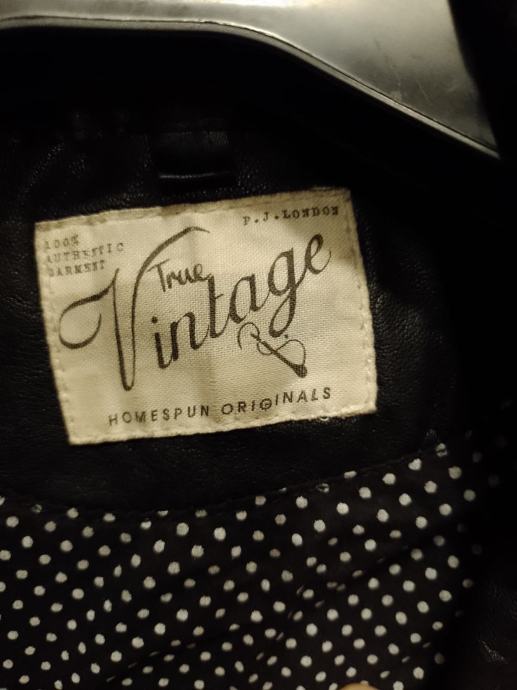 100%
AUTHENTIC
GARMENT
P.J.LONDON
True
Vintage
HOMESPUN ORIGINALS